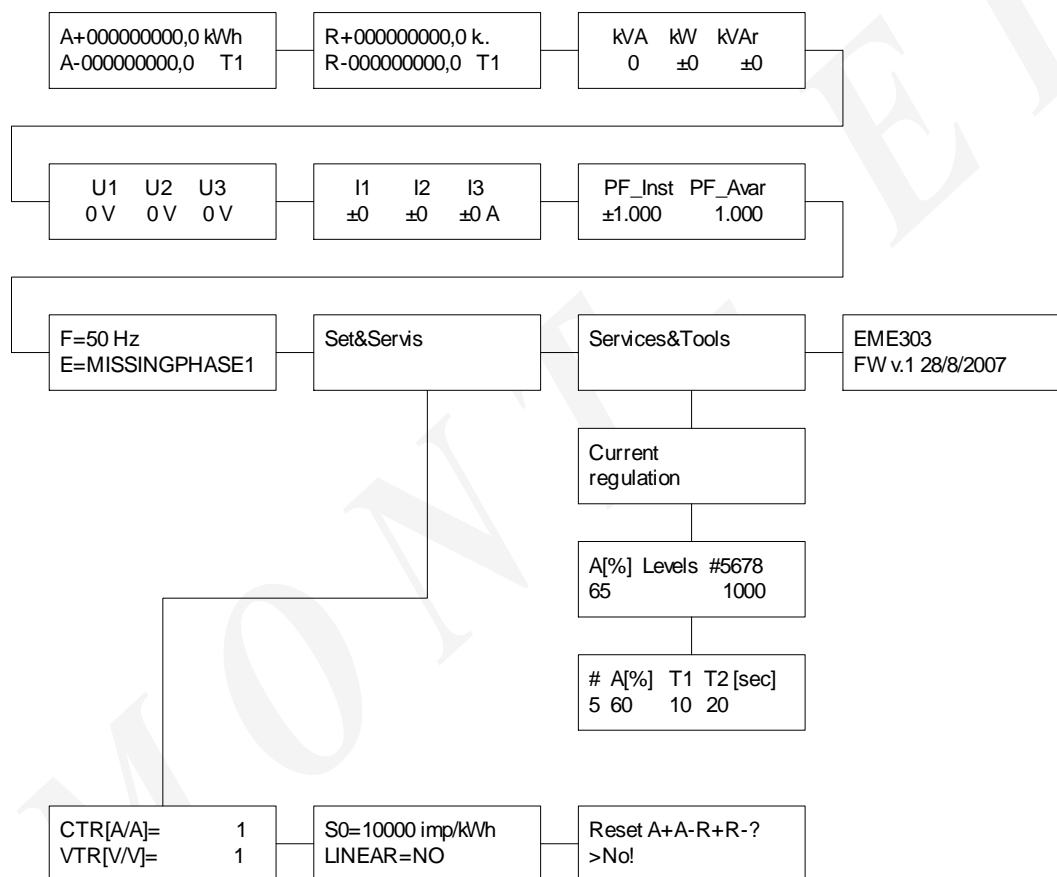 A+000000000,0 kWh
A-000000000,0 T1
R+000000000,0 k..
R-000000000,0 T1
kVA kW kVAr
0 ±0 ±0
U1 U2 U3
0 V 0 V 0 V
I1 I2 I3
±0 ±0 ±0 A
PF_Inst PF_Avar
±1.000 1.000
F=50 Hz
E=MISSINGPHASE1
Set&Servis
Services&Tools
EME303
FW v.1 28/8/2007
Current
regulation
A[%] Levels #5678
65 1000
# A[%] T1 T2 [sec]
5 60 10 20
CTR[A/A]= 1
VTR[V/V]= 1
S0=10000 imp/kWh
LINEAR=NO
Reset A+A-R+R-?
>No!
MONT - ET